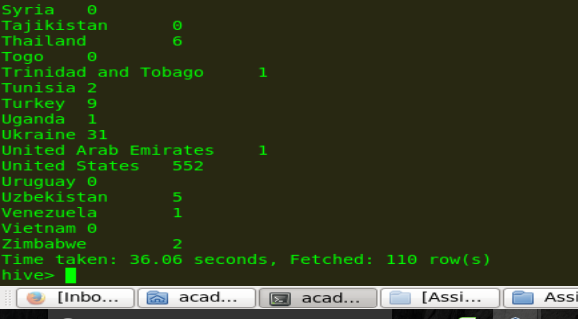 Syria 0
Tajikistan 0
Thailand 6
Togo 0
Trinidad and Tobago 1
Tunisia 2
Turkey 9
Uganda 1
Ukraine 31
United Arab Emirates 1
United States 552
Uruguay 0
Uzbekistan 5
Venezuela 1
Vietnam 0
Zimbabwe 2
Time taken: 36.06 seconds, Fetched: 110 row(s)
hive>
[Inbo... acad... acad... [Assi... Assi